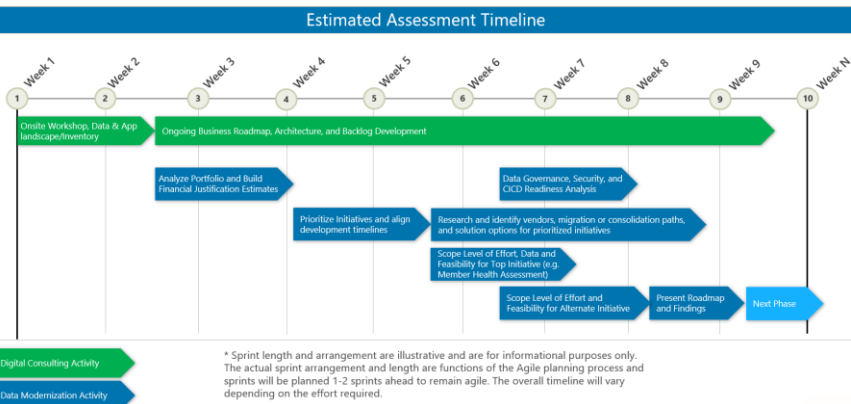 Estimated Assessment Timeline
Week 1
Week 2
Week 3
Week 4
Week 5
Week 6
Week 7
Week 8
Week 9
Week N
1
2
3
4
5
6
7
8
9
10
Onsite Workshop, Data & App
landscape/Inventory
Ongoing Business Roadmap, Architecture, and Backlog Development
Analyze Portfolio and Build
Financial Justification Estimates
Data Governance, Security, and
CICD Readiness Analysis
Prioritize Initiatives and align
development timelines
Research and identify vendors, migration or consolidation paths,
and solution options for prioritized initiatives
Scope Level of Effort, Data and
Feasibility for Top Initiative (e.g.
Member Health Assessment)
Scope Level of Effort and
Feasibility for Alternate Initiative
Present Roadmap
and Findings
Next Phase
Digital Consulting Activity
Data Modernization Activity
* Sprint length and arrangement are illustrative and are for informational purposes only.
The actual sprint arrangement and length are functions of the Agile planning process and
sprints will be planned 1-2 sprints ahead to remain agile. The overall timeline will vary
depending on the effort required.